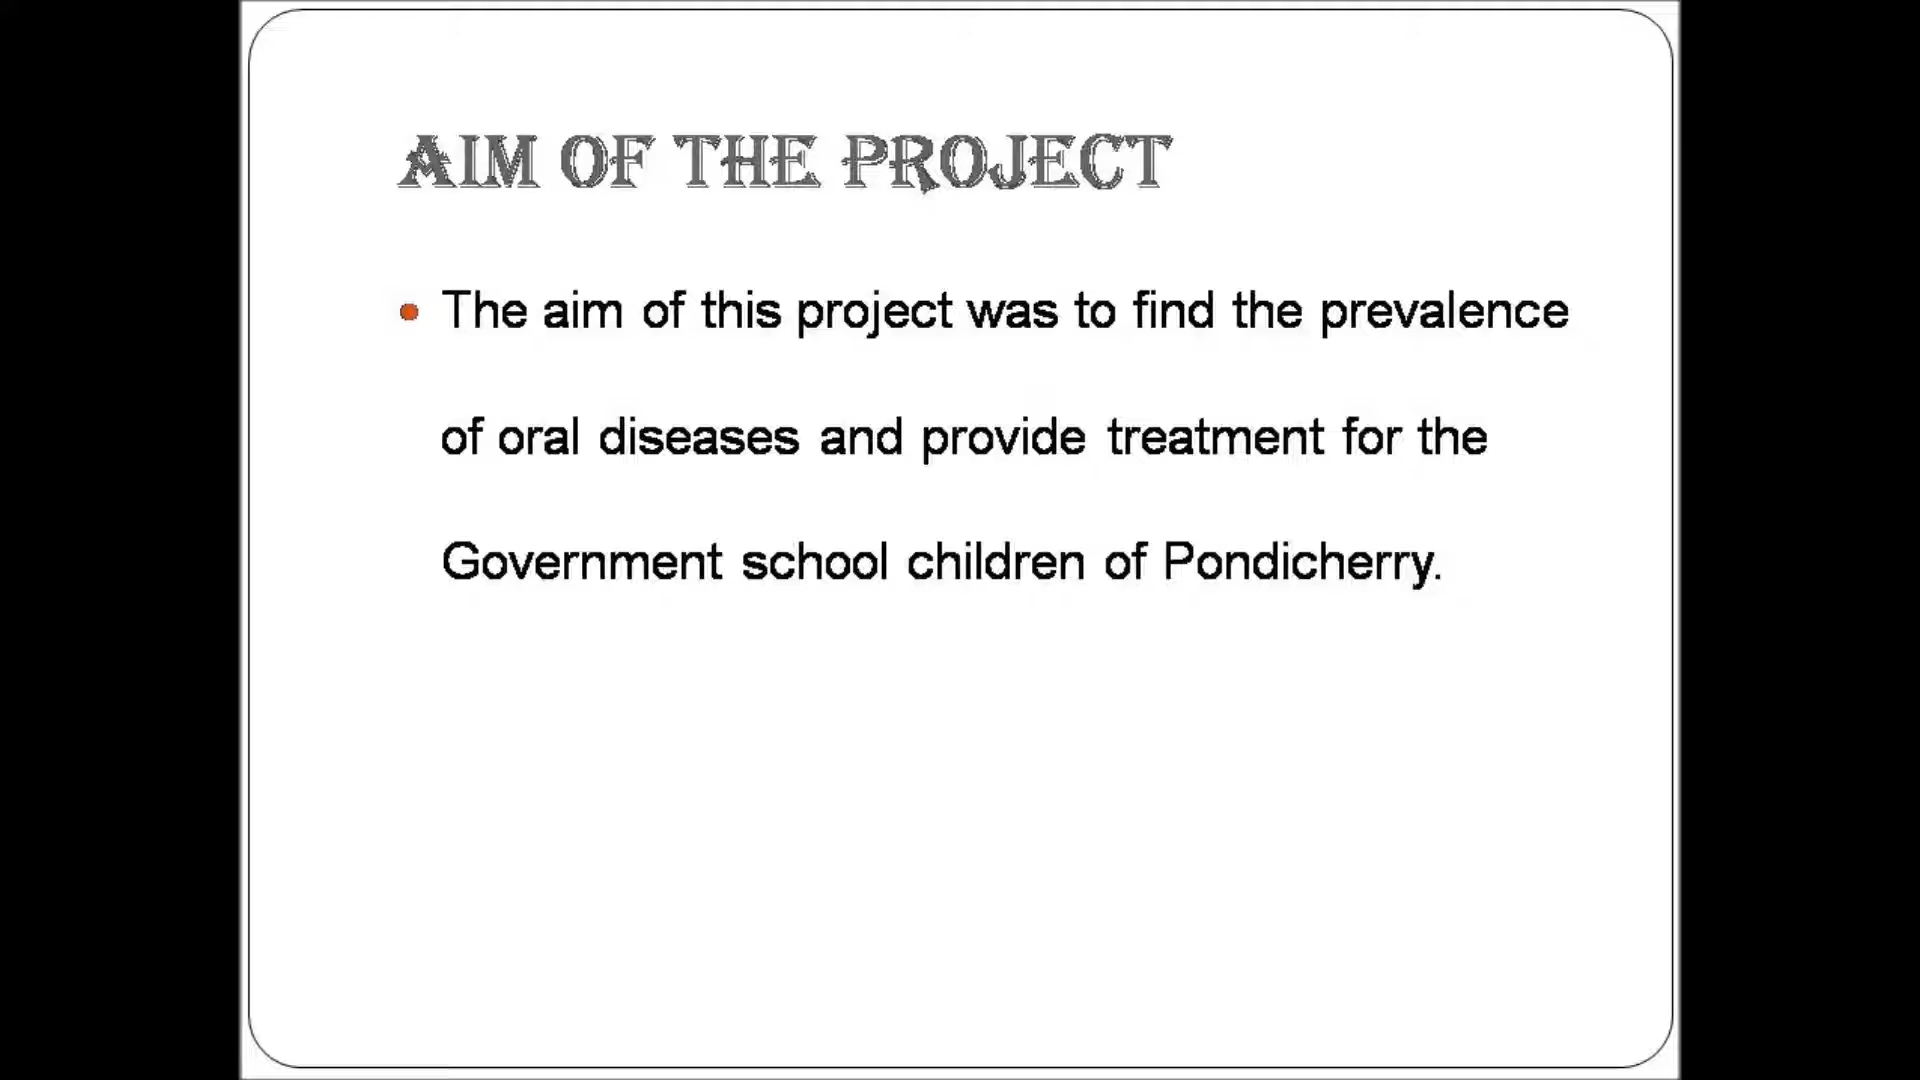 AIM OF THE PROJECT
The aim of this project was to find the prevalence
of oral diseases and provide treatment for the
Government school children of Pondicherry.